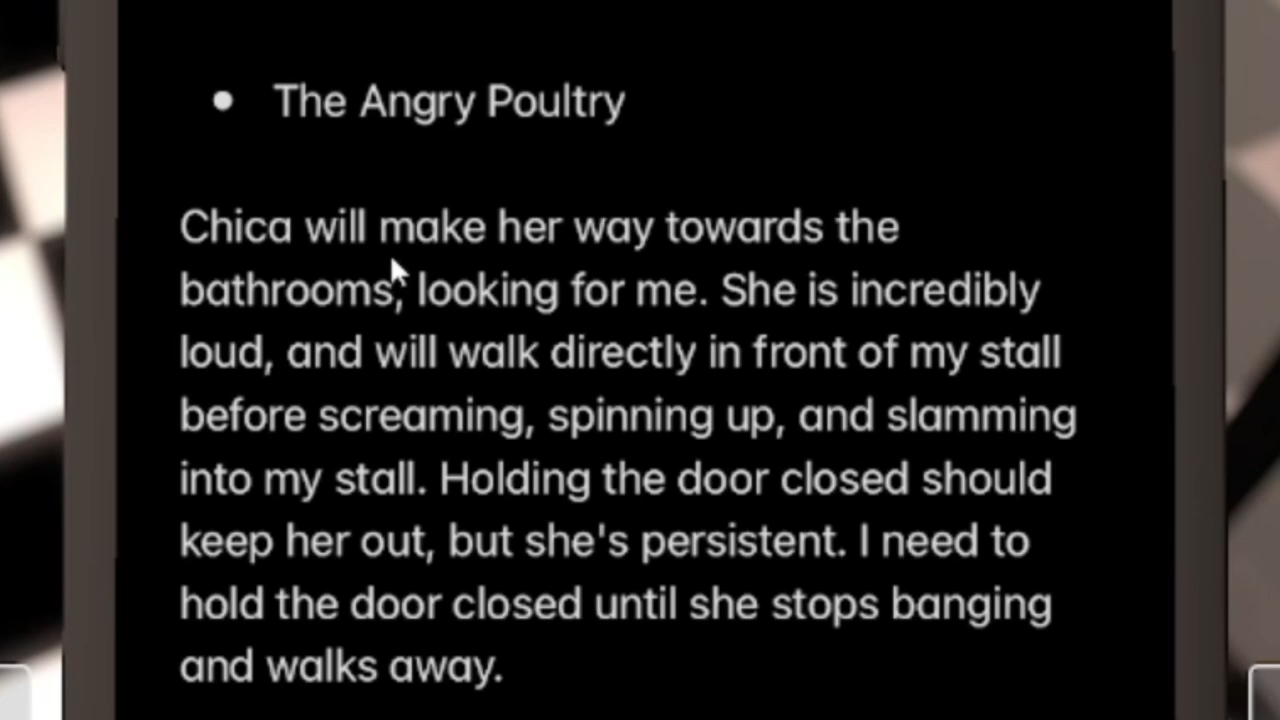 • The Angry Poultry
Chica will make her way towards the
bathrooms, looking for me. She is incredibly
loud, and will walk directly in front of my stall
before screaming, spinning up, and slamming
into my stall. Holding the door closed should
keep her out, but she's persistent. I need to
hold the door closed until she stops banging
and walks away.